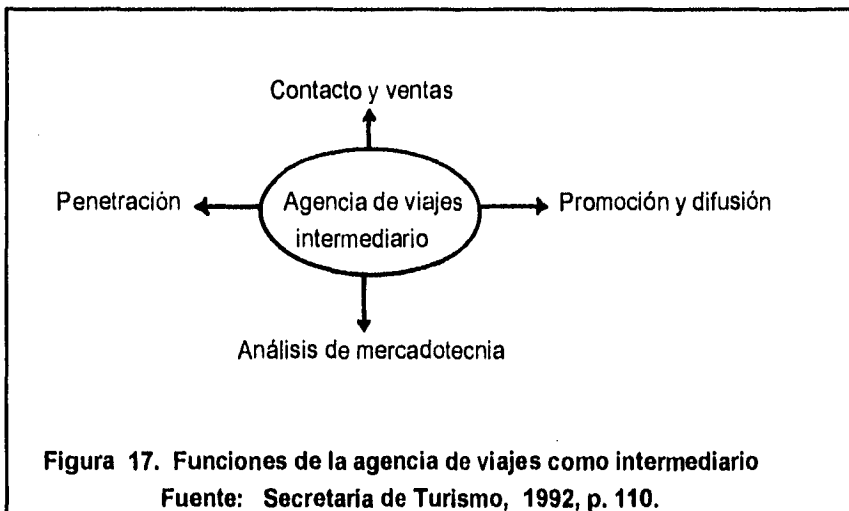 Contacto y ventas
Penetración
Agencia de viajes
intermediario
Promoción y difusión
Análisis de mercadotecnia
Figura 17. Funciones de la agencia de viajes como intermediario
Fuente: Secretaría de Turismo, 1992, p. 110.